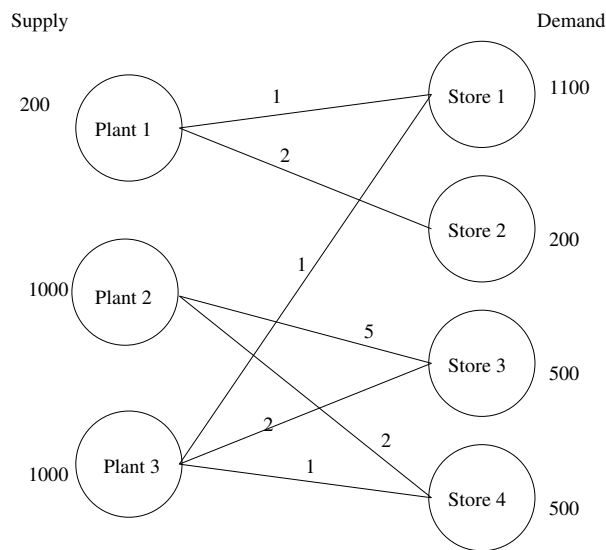 Supply
Demand
200
Plant 1
1
Store 1
1100
2
Store 2
200
1
1000
Plant 2
5
Store 3
500
2
2
1000
Plant 3
1
Store 4
500